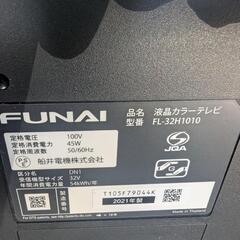 FUNAI
品名 液晶カラーテレビ
型番 FL-32H1010
定格電圧: 100V
定格消費電力: 45W
定格周波数: 50/60Hz
船井電機株式会社
JQA
区分名 DN1
受信機型サイズ 32V
年間消費電力量 54kWh/年
T105F79044K
2021年製
Made in Thailand